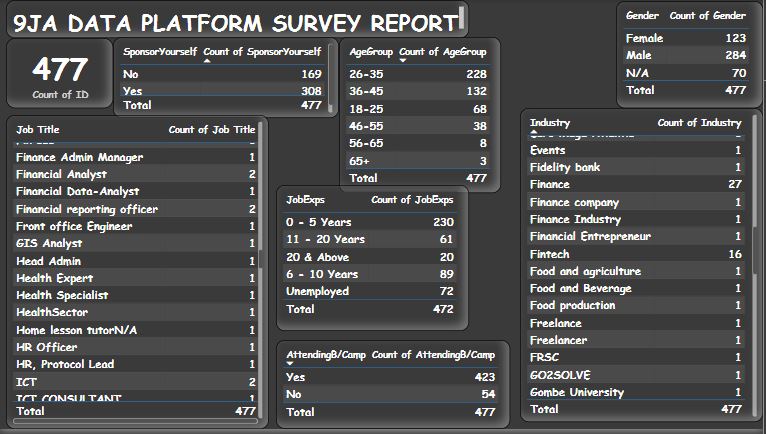 9JA DATA PLATFORM SURVEY REPORT
477
Count of ID
SponsorYourself Count of SponsorYourself
No 169
Yes 308
Total 477
AgeGroup Count of AgeGroup
26-35 228
36-45 132
18-25 68
46-55 38
56-65 8
65+ 3
Total 477
Gender Count of Gender
Female 123
Male 284
N/A 70
Total 477
Job Title Count of Job Title
Finance Admin Manager 1
Financial Analyst 2
Financial Data-Analyst 1
Financial reporting officer 2
Front office Engineer 1
GIS Analyst 1
Head Admin 1
Health Expert 1
Health Specialist 1
HealthSector 1
Home lesson tutorN/A 1
HR Officer 1
HR, Protocol Lead 1
ICT 2
ICT CONSULTANT 1
Total 477
JobExps Count of JobExps
0 - 5 Years 230
11 - 20 Years 61
20 & Above 20
6 - 10 Years 89
Unemployed 72
Total 472
AttendingB/Camp Count of AttendingB/Camp
Yes 423
No 54
Total 477
Industry Count of Industry
Events 1
Fidelity bank 1
Finance 27
Finance company 1
Finance Industry 1
Financial Entrepreneur 1
Fintech 16
Food and agriculture 1
Food and Beverage 1
Food production 1
Freelance 1
Freelancer 1
FRSC 1
GO2SOLVE 1
Gombe University 1
Total 477